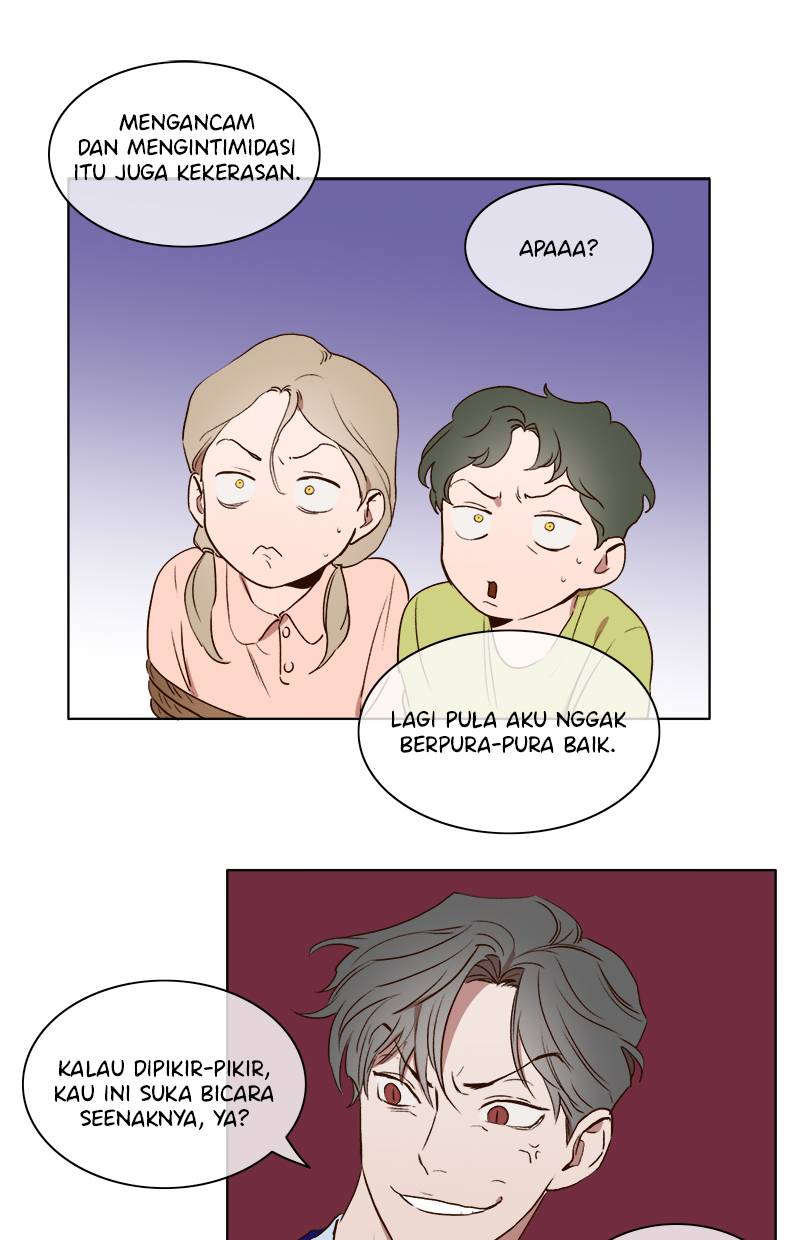 MENGANCAM
DAN MENGINTIMIDASI
ITU JUGA KEKERASAN.
APAAA?
LAGI PULA AKU NGGAK
BERPURA-PURA BAIK.
KALAU DIPIKIR-PIKIR,
KAU INI SUKA BICARA
SEENAKNYA, YA?